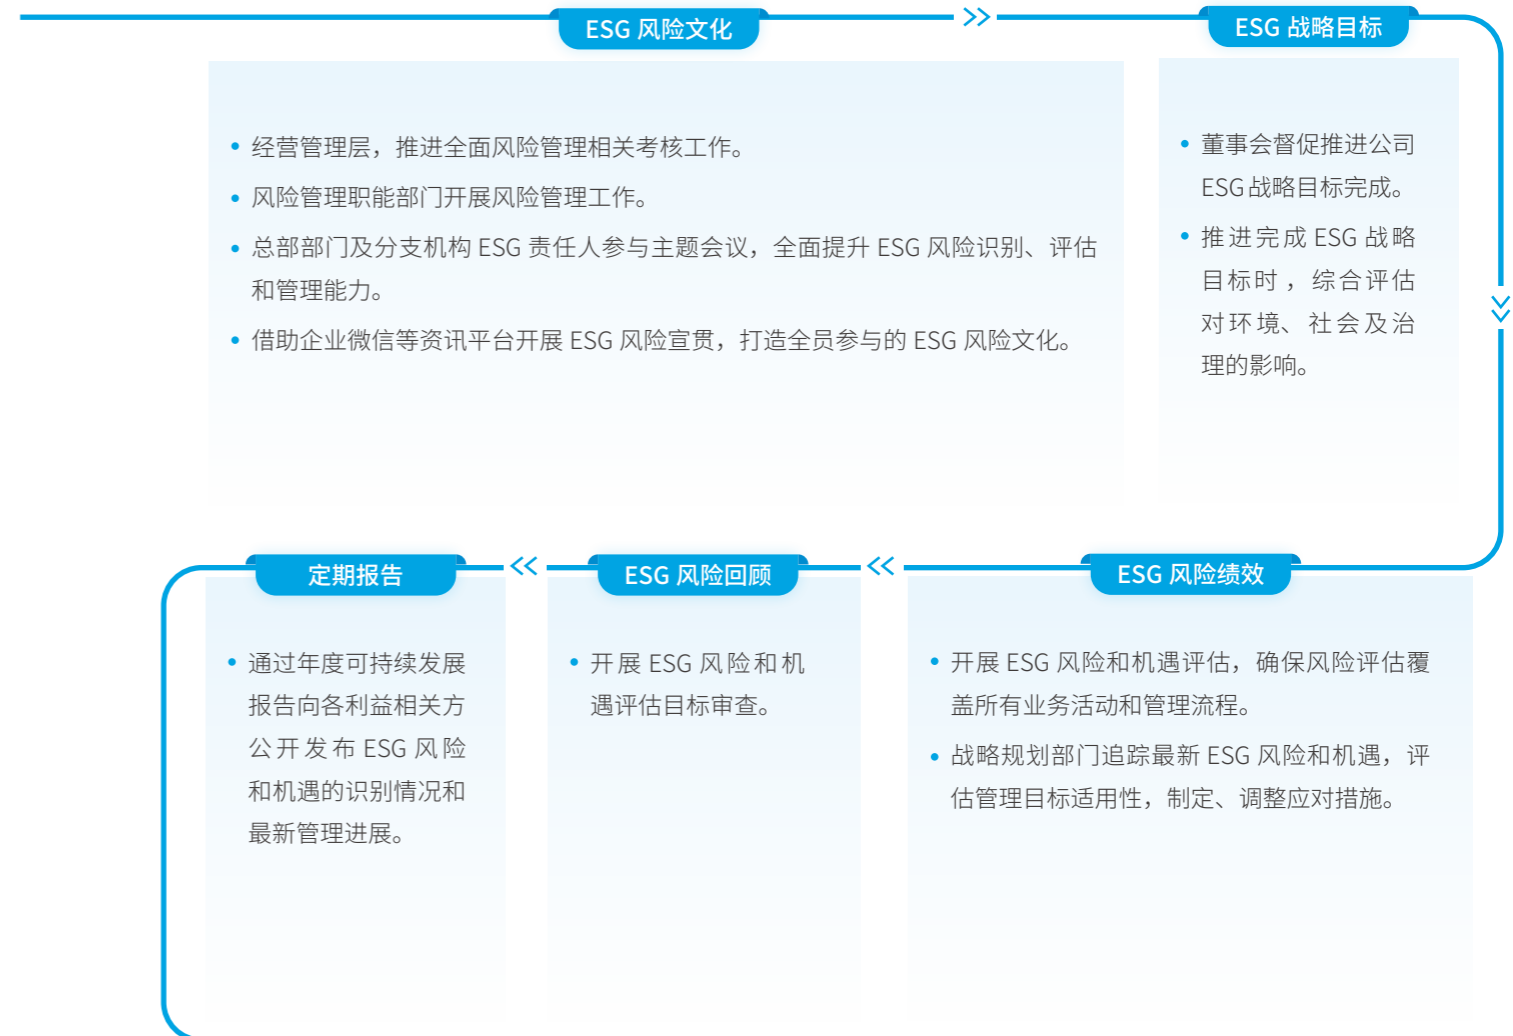 ESG 风险文化
经营管理层，推进全面风险管理相关考核工作。
风险管理职能部门开展风险管理工作。
总部部门及分支机构 ESG 责任人参与主题会议，全面提升 ESG 风险识别、评估
和管理能力。
借助企业微信等资讯平台开展 ESG 风险宣贯，打造全员参与的 ESG 风险文化。
ESG 战略目标
董事会督促推进公司
ESG 战略目标完成。
推进完成 ESG 战略
目标时，综合评估
对环境、社会及治
理的影响。
ESG 风险绩效
开展 ESG 风险和机遇评估，确保风险评估覆
盖所有业务活动和管理流程。
战略规划部门追踪最新 ESG 风险和机遇，评
估管理目标适用性，制定、调整应对措施。
ESG 风险回顾
开展 ESG 风险和机
遇评估目标审查。
定期报告
通过年度可持续发展
报告向各利益相关方
公开发布 ESG 风险
和机遇的识别情况和
最新管理进展。